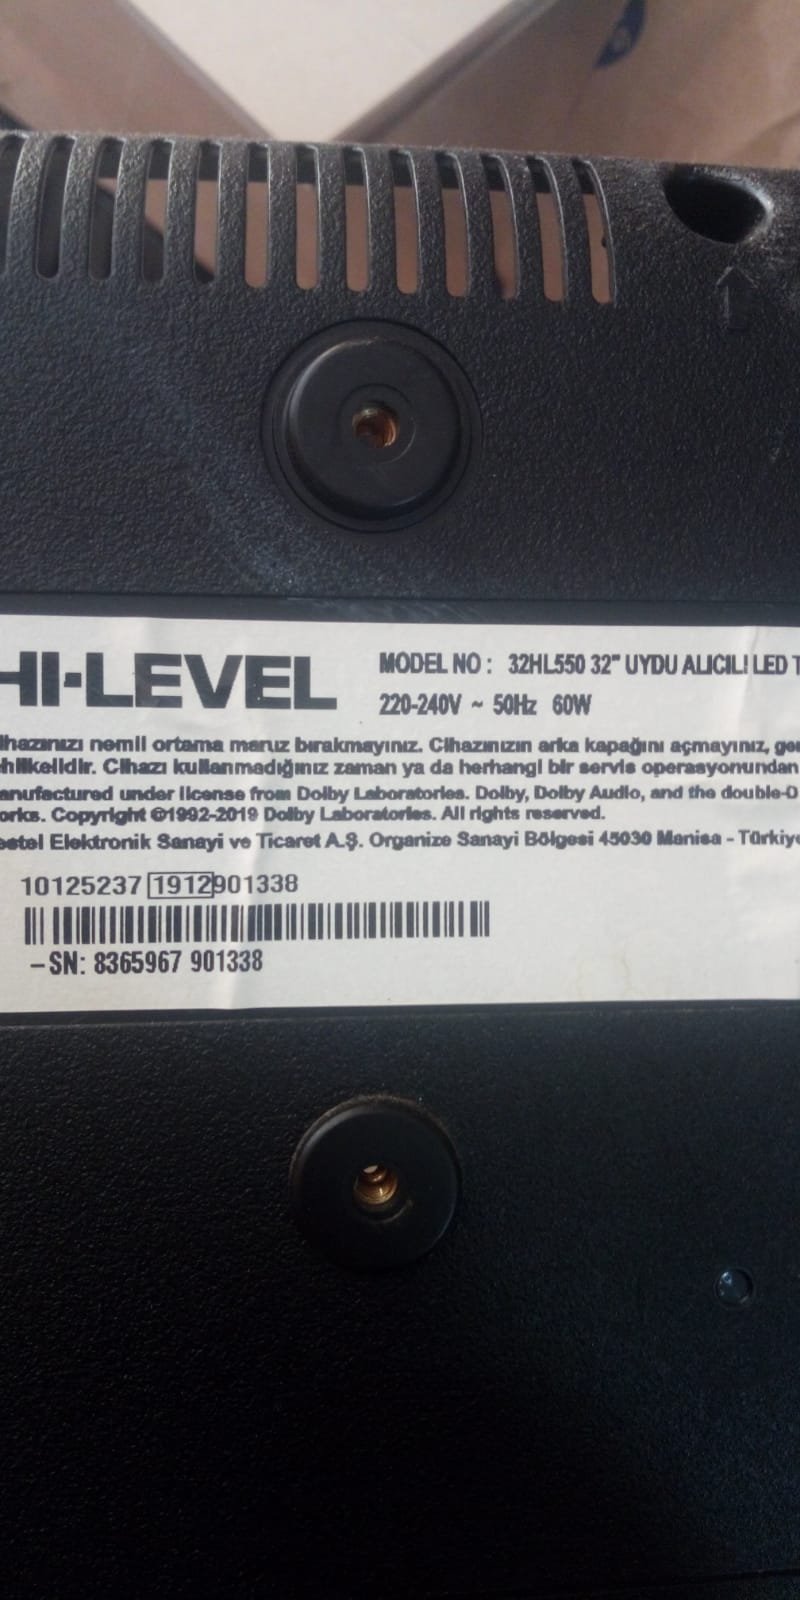 HI-LEVEL
MODEL NO : 32HL550 32" UYDU ALICILI LED T
220-240V ~ 50Hz 60W
ihazınızı nemli ortama maruz bırakmayınız. Cihazınızın arka kapağını açmayınız, ger
hlikelidir. Cihazı kullanmadığınız zaman ya da herhangi bir servis operasyonundan
anufactured under license from Dolby Laboratories. Dolby, Dolby Audio, and the double-D
orks. Copyright ©1992-2019 Dolby Laboratories. All rights reserved.
estel Elektronik Sanayi ve Ticaret A.Ş. Organize Sanayi Bölgesi 45030 Manisa - Türkiye
10125237 1912901338
-SN: 8365967 901338